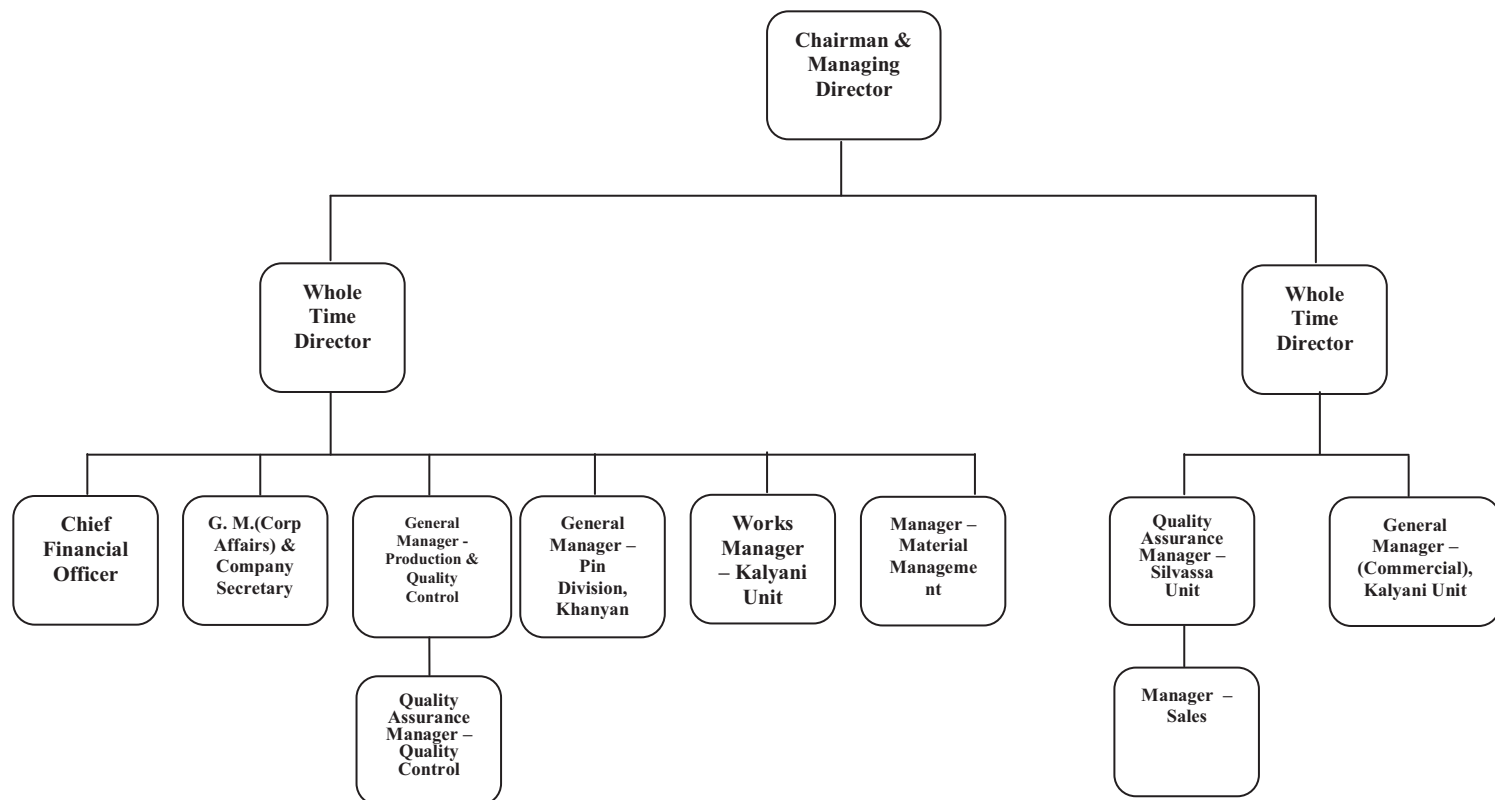 Chairman &
Managing
Director
Whole
Time
Director
Whole
Time
Director
Chief
Financial
Officer
G. M.(Corp
Affairs) &
Company
Secretary
General
Manager -
Production &
Quality
Control
General
Manager –
Pin
Division,
Khanyan
Works
Manager
– Kalyani
Unit
Manager –
Material
Manageme
nt
Quality
Assurance
Manager –
Silvassa
Unit
General
Manager –
(Commercial),
Kalyani Unit
Quality
Assurance
Manager –
Quality
Control
Manager –
Sales